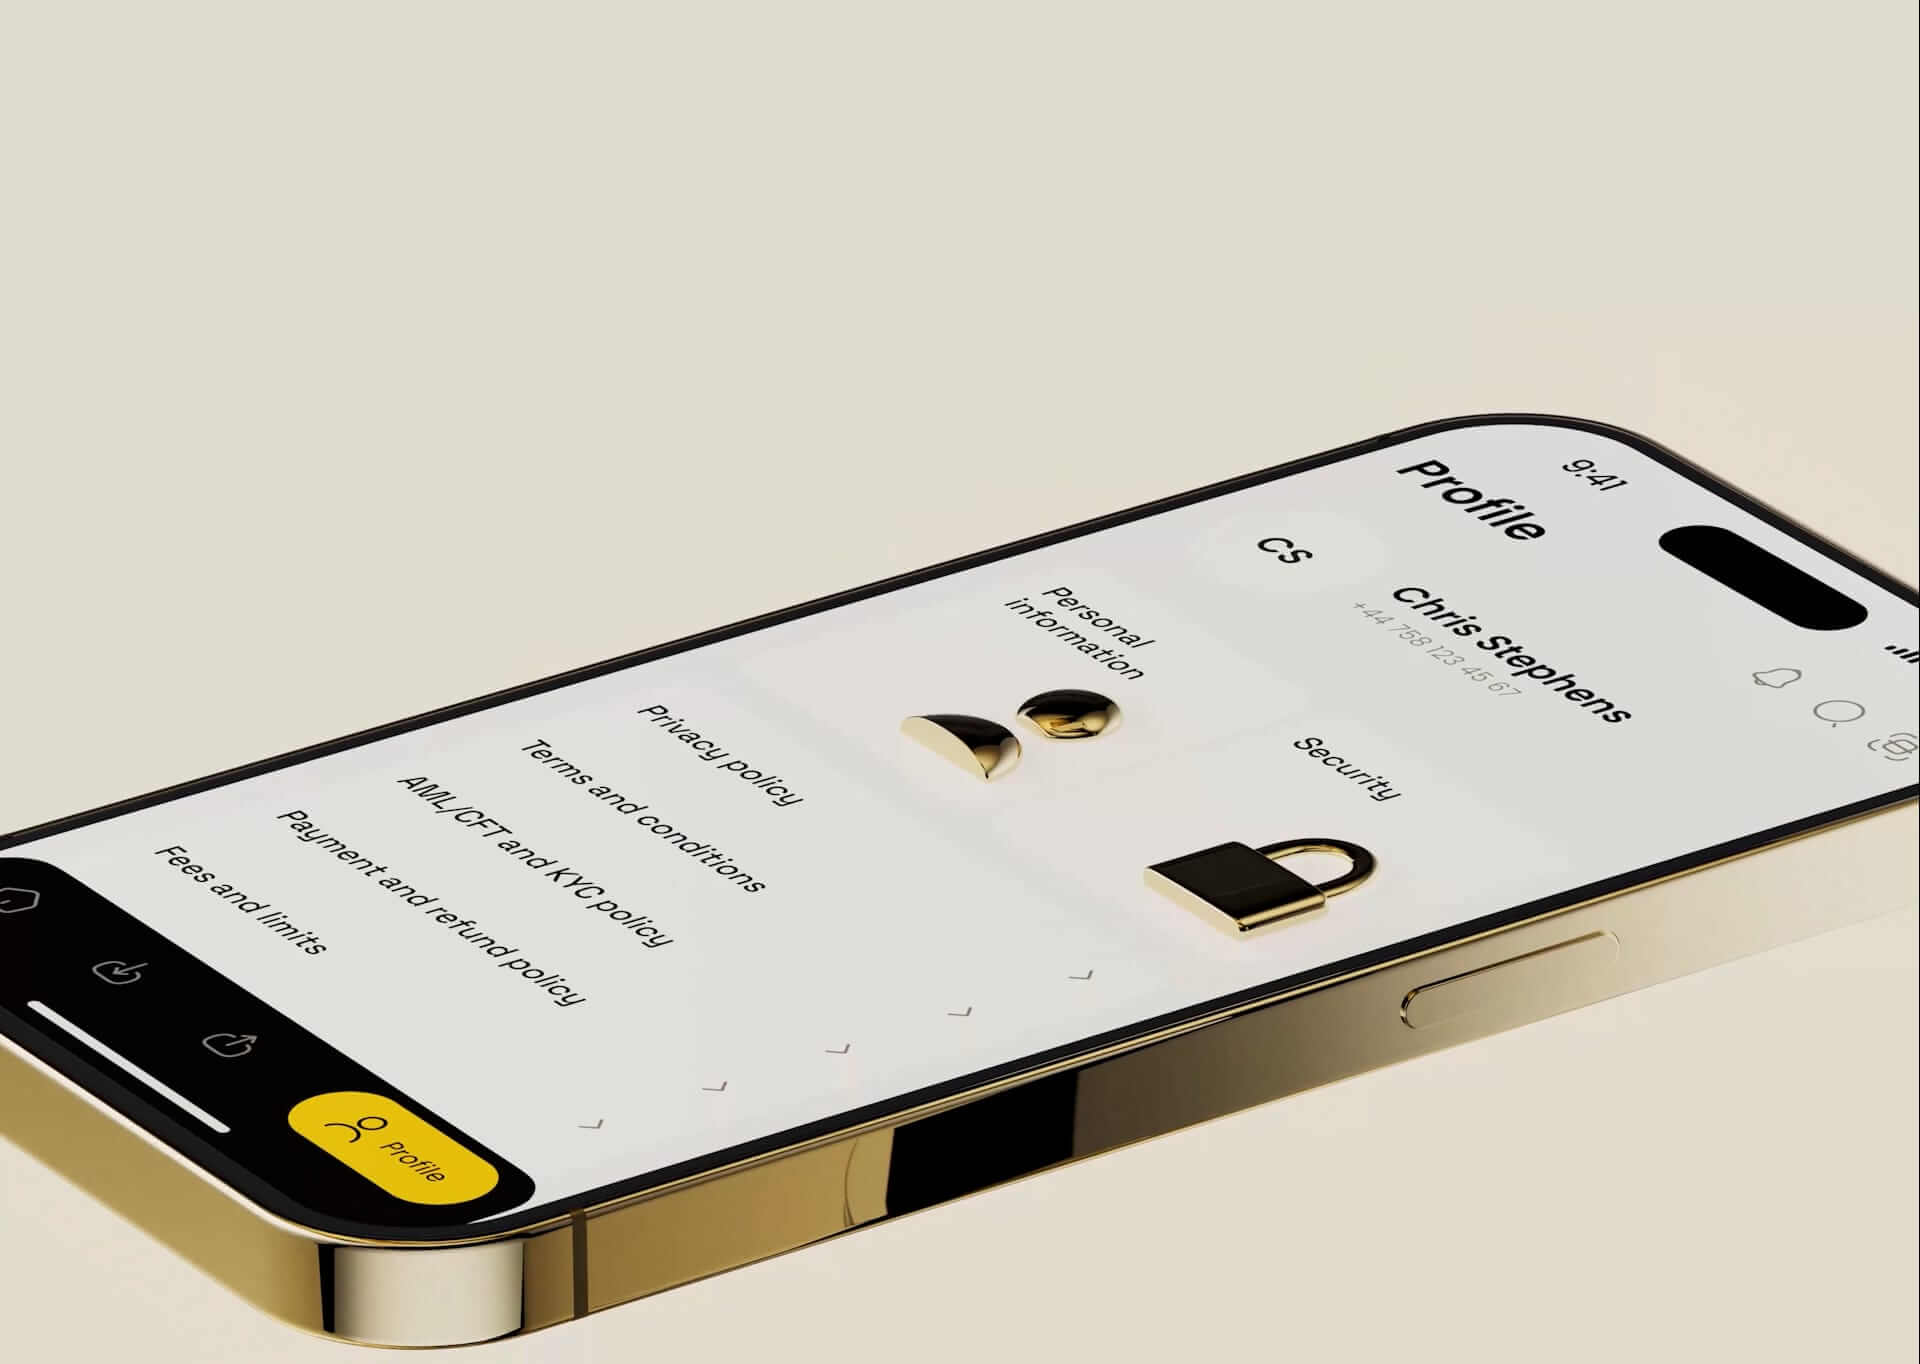 9:41
Profile
CS
Chris Stephens
+44 758 123 45 67
Personal
information
Security
Privacy policy
Terms and conditions
AML/CFT and KYC policy
Payment and refund policy
Fees and limits
Profile